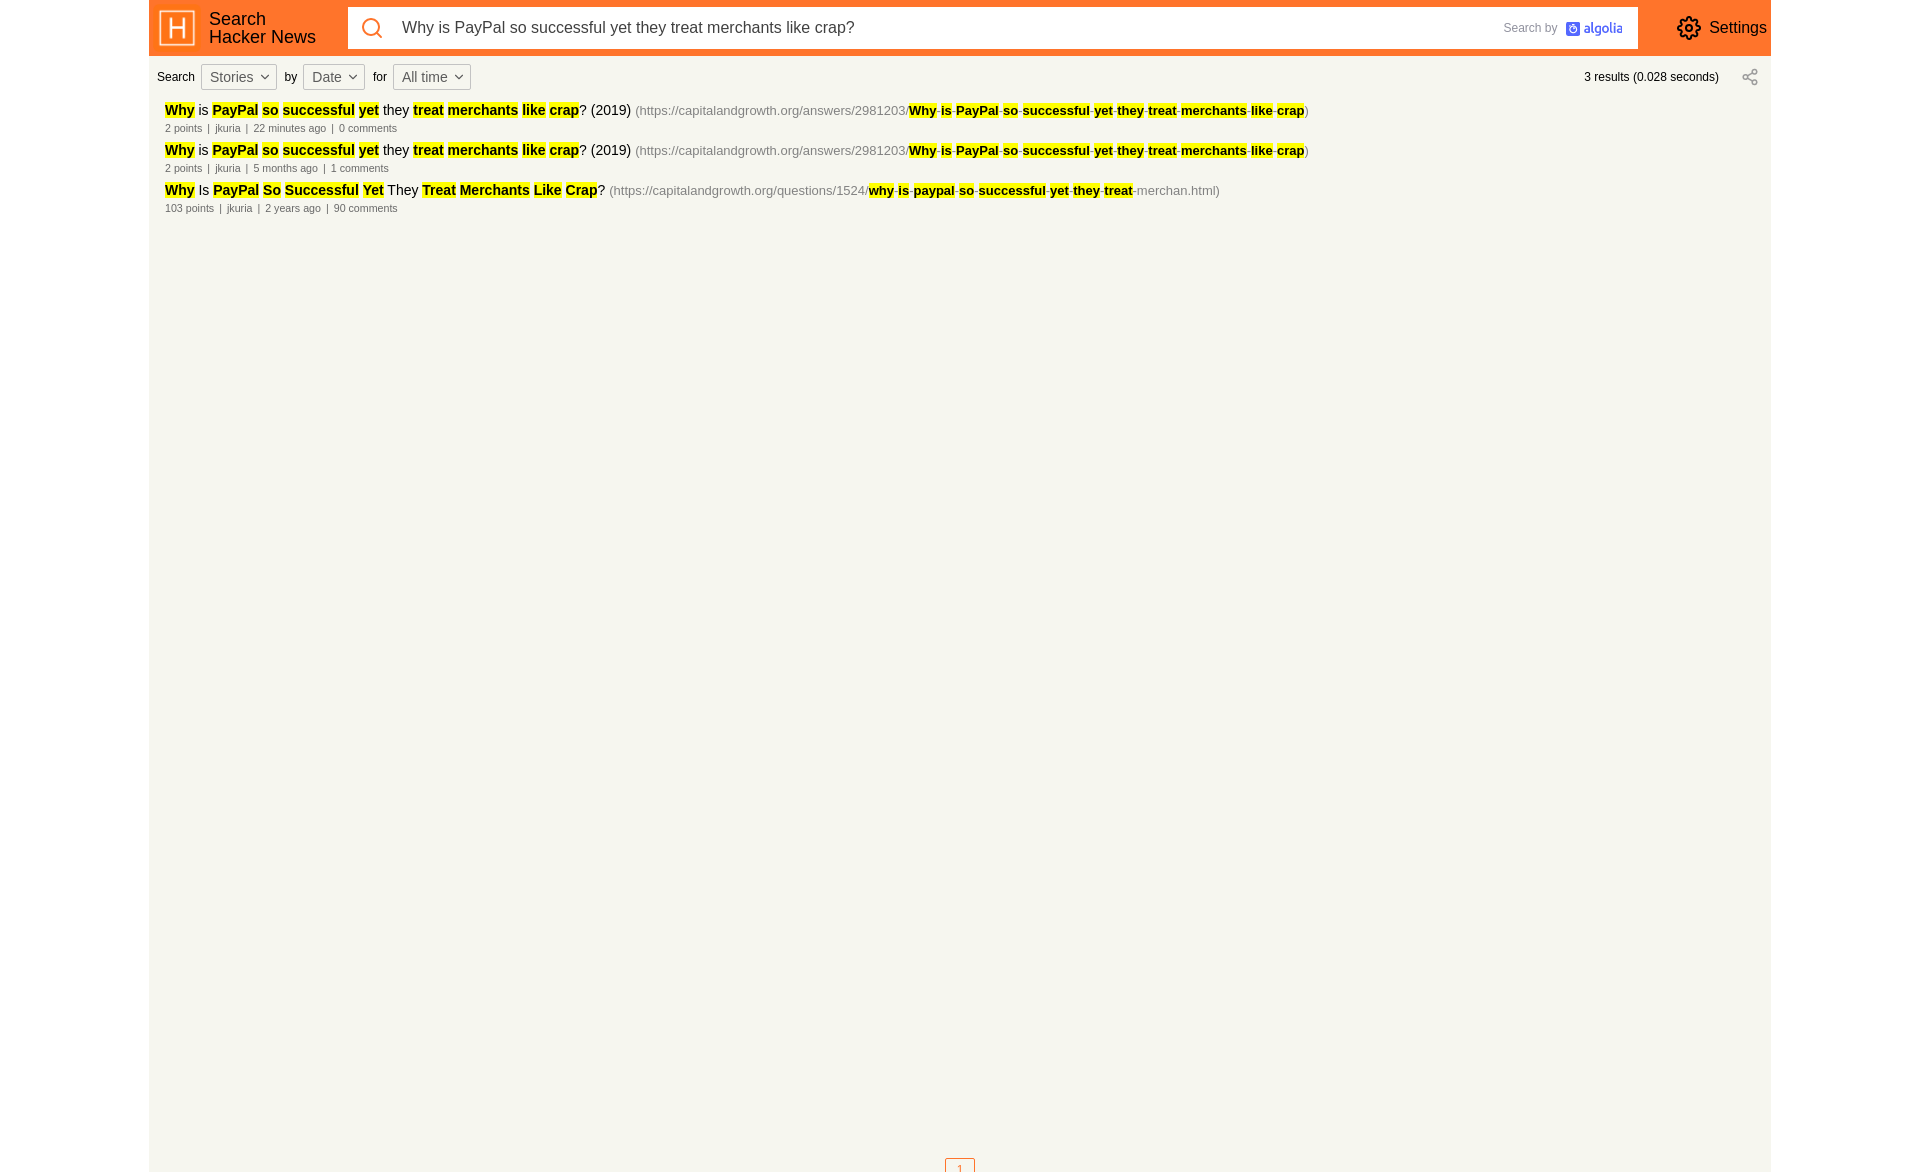 Search
Hacker News
Why is PayPal so successful yet they treat merchants like crap?
Search by algolia
Settings
Search Stories by Date for All time
3 results (0.028 seconds)
Why is PayPal so successful yet they treat merchants like crap? (2019) (https://capitalandgrowth.org/answers/2981203/Why-is-PayPal-so-successful-yet-they-treat-merchants-like-crap)
2 points | jkuria | 22 minutes ago | 0 comments
Why is PayPal so successful yet they treat merchants like crap? (2019) (https://capitalandgrowth.org/answers/2981203/Why-is-PayPal-so-successful-yet-they-treat-merchants-like-crap)
2 points | jkuria | 5 months ago | 1 comments
Why Is PayPal So Successful Yet They Treat Merchants Like Crap? (https://capitalandgrowth.org/questions/1524/why-is-paypal-so-successful-yet-they-treat-merchan.html)
103 points | jkuria | 2 years ago | 90 comments
1